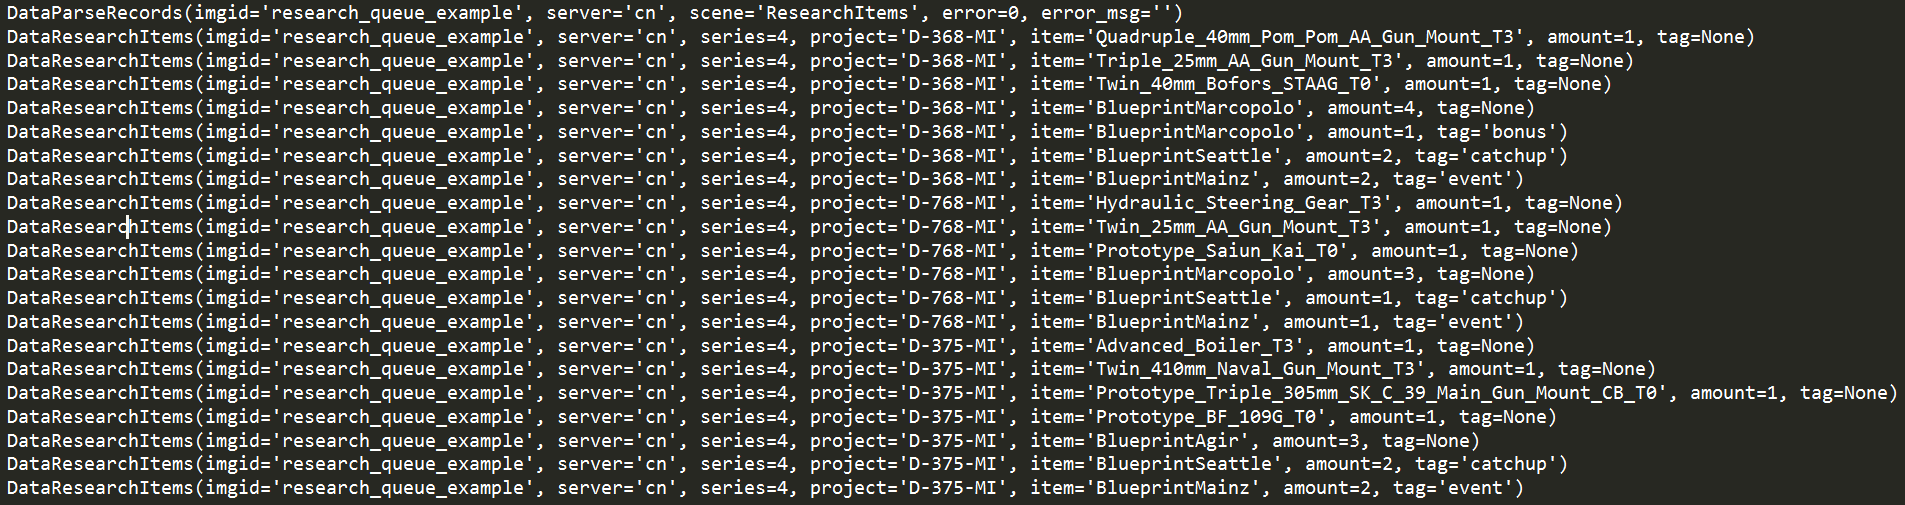 DataParseRecords(imgid='research_queue_example', server='cn', scene='ResearchItems', error=0, error_msg='')
DataResearchItems(imgid='research_queue_example', server='cn', series=4, project='D-368-MI', item='Quadruple_40mm_Pom_Pom_AA_Gun_Mount_T3', amount=1, tag=None)
DataResearchItems(imgid='research_queue_example', server='cn', series=4, project='D-368-MI', item='Triple_25mm_AA_Gun_Mount_T3', amount=1, tag=None)
DataResearchItems(imgid='research_queue_example', server='cn', series=4, project='D-368-MI', item='Twin_40mm_Bofors_STAAG_T0', amount=1, tag=None)
DataResearchItems(imgid='research_queue_example', server='cn', series=4, project='D-368-MI', item='BlueprintMarcopolo', amount=4, tag=None)
DataResearchItems(imgid='research_queue_example', server='cn', series=4, project='D-368-MI', item='BlueprintMarcopolo', amount=1, tag='bonus')
DataResearchItems(imgid='research_queue_example', server='cn', series=4, project='D-368-MI', item='BlueprintSeattle', amount=2, tag='catchup')
DataResearchItems(imgid='research_queue_example', server='cn', series=4, project='D-368-MI', item='BlueprintMainz', amount=2, tag='event')
DataResearchItems(imgid='research_queue_example', server='cn', series=4, project='D-768-MI', item='Hydraulic_Steering_Gear_T3', amount=1, tag=None)
DataResearchItems(imgid='research_queue_example', server='cn', series=4, project='D-768-MI', item='Twin_25mm_AA_Gun_Mount_T3', amount=1, tag=None)
DataResearchItems(imgid='research_queue_example', server='cn', series=4, project='D-768-MI', item='Prototype_Saiun_Kai_T0', amount=1, tag=None)
DataResearchItems(imgid='research_queue_example', server='cn', series=4, project='D-768-MI', item='BlueprintMarcopolo', amount=3, tag=None)
DataResearchItems(imgid='research_queue_example', server='cn', series=4, project='D-768-MI', item='BlueprintSeattle', amount=1, tag='catchup')
DataResearchItems(imgid='research_queue_example', server='cn', series=4, project='D-768-MI', item='BlueprintMainz', amount=1, tag='event')
DataResearchItems(imgid='research_queue_example', server='cn', series=4, project='D-375-MI', item='Advanced_Boiler_T3', amount=1, tag=None)
DataResearchItems(imgid='research_queue_example', server='cn', series=4, project='D-375-MI', item='Twin_410mm_Naval_Gun_Mount_T3', amount=1, tag=None)
DataResearchItems(imgid='research_queue_example', server='cn', series=4, project='D-375-MI', item='Prototype_Triple_305mm_SK_C_39_Main_Gun_Mount_CB_T0', amount=1, tag=None)
DataResearchItems(imgid='research_queue_example', server='cn', series=4, project='D-375-MI', item='Prototype_BF_109G_T0', amount=1, tag=None)
DataResearchItems(imgid='research_queue_example', server='cn', series=4, project='D-375-MI', item='BlueprintAgir', amount=3, tag=None)
DataResearchItems(imgid='research_queue_example', server='cn', series=4, project='D-375-MI', item='BlueprintSeattle', amount=2, tag='catchup')
DataResearchItems(imgid='research_queue_example', server='cn', series=4, project='D-375-MI', item='BlueprintMainz', amount=2, tag='event')